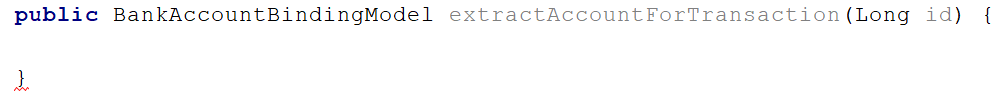 public BankAccountBindingModel extractAccountForTransaction(Long id) {
}